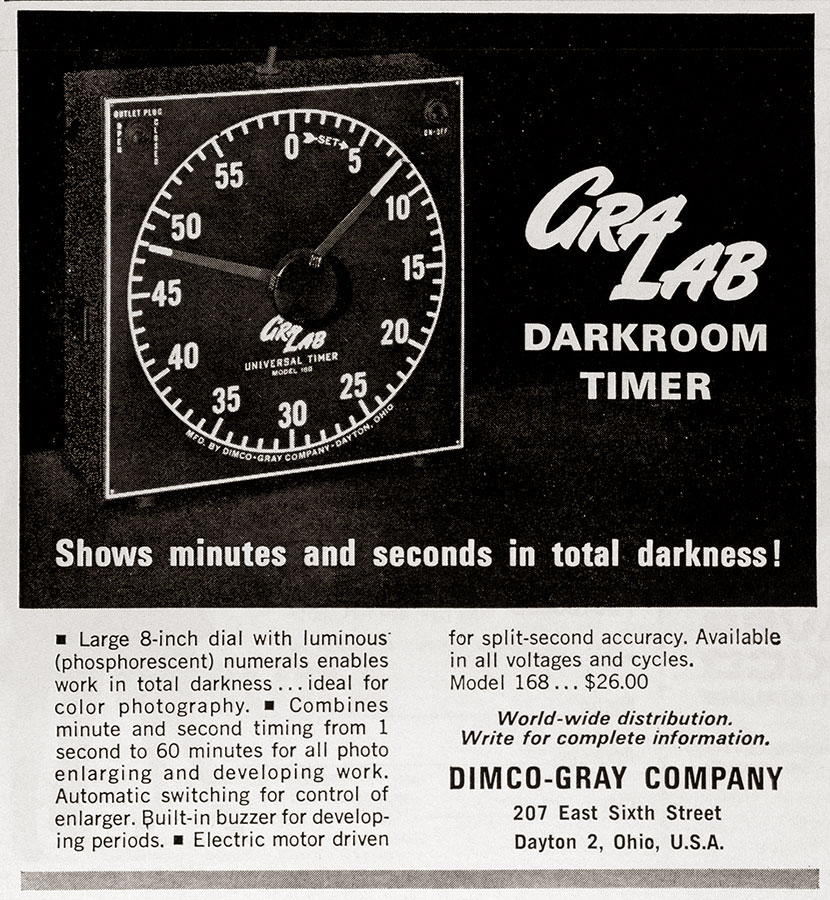 OUTLET PLUG
OPEN
CLOSED
ON-OFF
0 SET 5
10
15
20
25
30
35
40
45
50
55
GRA LAB
UNIVERSAL TIMER
MODEL 168
MFD. BY DIMCO-GRAY COMPANY-DAYTON, OHIO
GRA
LAB
DARKROOM
TIMER
Shows minutes and seconds in total darkness!
■ Large 8-inch dial with luminous
(phosphorescent) numerals enables
work in total darkness...ideal for
color photography. ■ Combines
minute and second timing from 1
second to 60 minutes for all photo
enlarging and developing work.
Automatic switching for control of
enlarger. Built-in buzzer for develop-
ing periods. ■ Electric motor driven
for split-second accuracy. Available
in all voltages and cycles.
Model 168... $26.00
World-wide distribution.
Write for complete information.
DIMCO-GRAY COMPANY
207 East Sixth Street
Dayton 2, Ohio, U.S.A.